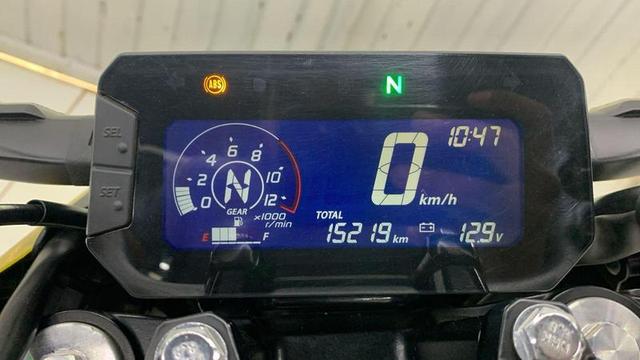 ABS
N
SEL
SET
0
2
4
6
8
10
12
N
GEAR
x1000
r/min
E
F
10:47
0
km/h
TOTAL
15219 km
12.9 V